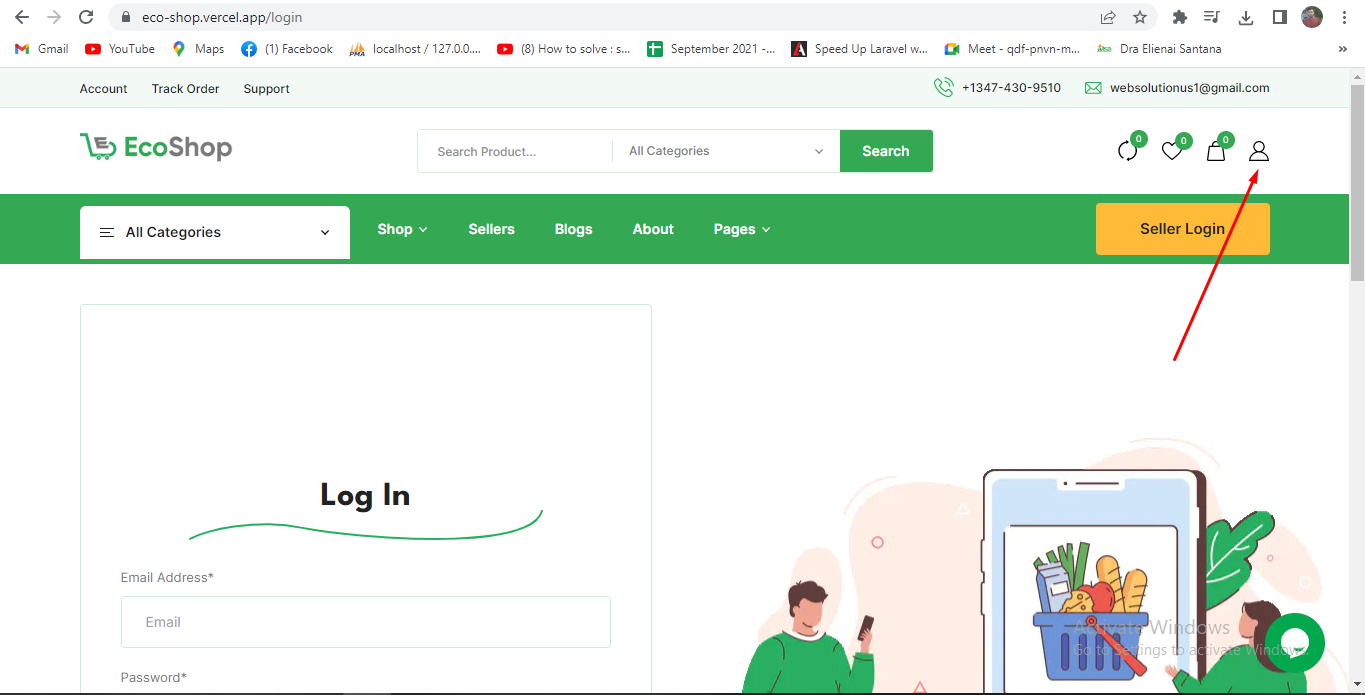 eco-shop.vercel.app/login
Gmail YouTube Maps (1) Facebook localhost / 127.0.0.... (8) How to solve : s... September 2021 -... Speed Up Laravel w... Meet - qdf-pnvn-m... Dra Elienai Santana »
Account Track Order Support +1347-430-9510 websolutionus1@gmail.com
EcoShop Search Product... All Categories Search 0 0 0
All Categories Shop Sellers Blogs About Pages Seller Login
Log In
Email Address*
Email
Password*
Activate Windows
Go to Settings to activate Windows.